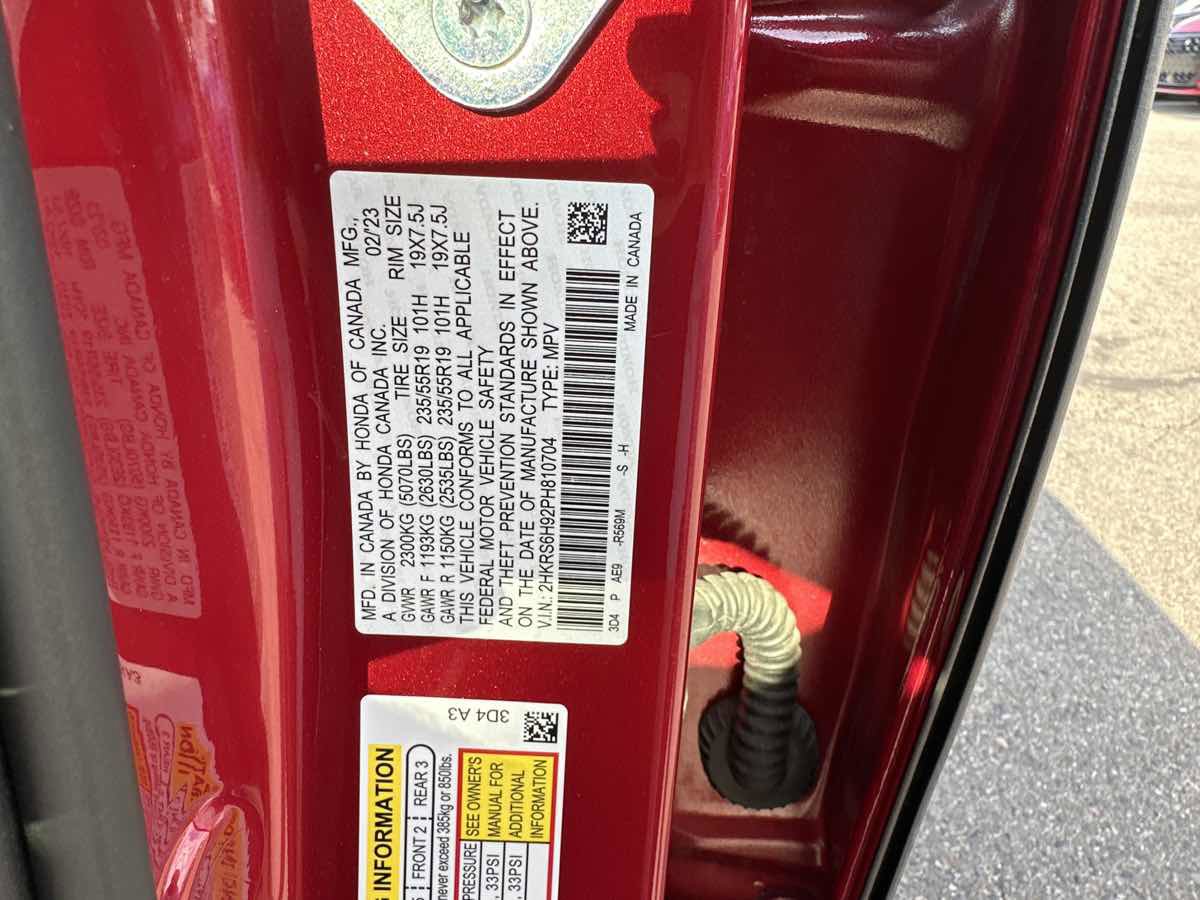 MFD. IN CANADA BY HONDA OF CANADA MFG.,
A DIVISION OF HONDA CANADA INC. 02/'23
GVWR 2300KG (5070LBS) TIRE SIZE RIM SIZE
GAWR F 1193KG (2630LBS) 235/55R19 101H 19X7.5J
GAWR R 1150KG (2535LBS) 235/55R19 101H 19X7.5J
THIS VEHICLE CONFORMS TO ALL APPLICABLE
FEDERAL MOTOR VEHICLE SAFETY
AND THEFT PREVENTION STANDARDS IN EFFECT
ON THE DATE OF MANUFACTURE SHOWN ABOVE.
V.I.N.: 2HKRS6H92PH810704 TYPE: MPV
3D4 P AE9 -R569M -S -H MADE IN CANADA
3D4 A3
INFORMATION
FRONT 2 REAR 3
never exceed 385kg or 850lbs.
PRESSURE SEE OWNER'S
, 33PSI MANUAL FOR
ADDITIONAL
, 33PSI INFORMATION